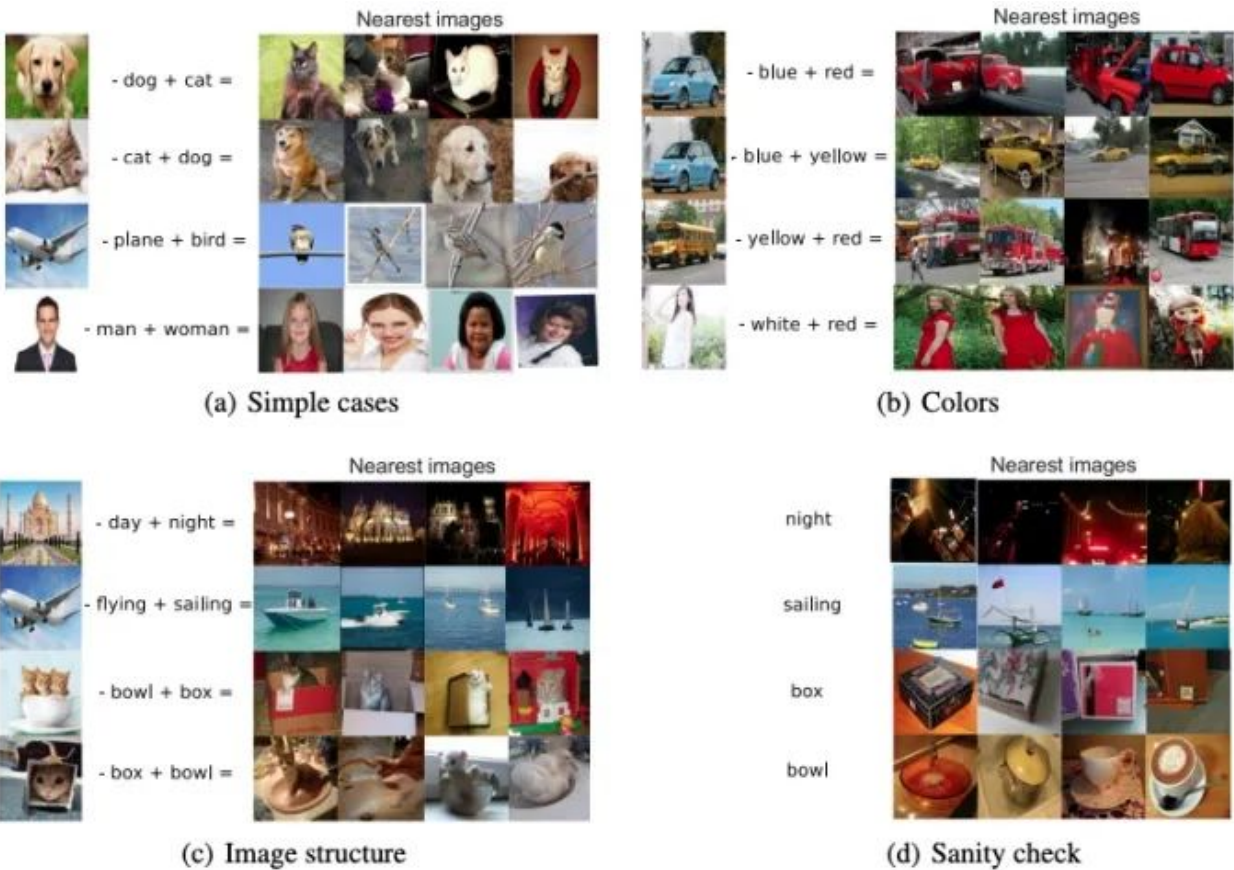 Nearest images
- dog + cat =
- cat + dog =
- plane + bird =
- man + woman =
(a) Simple cases
Nearest images
- blue + red =
- blue + yellow =
- yellow + red =
- white + red =
(b) Colors
Nearest images
- day + night =
- flying + sailing =
- bowl + box =
- box + bowl =
(c) Image structure
Nearest images
night
sailing
box
bowl
(d) Sanity check